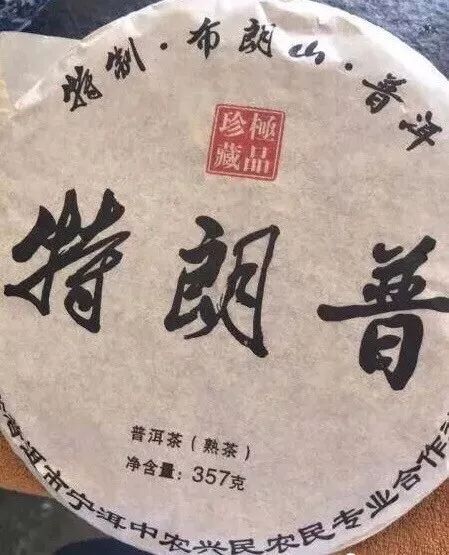 特制·布朗山·普洱
極品
珍藏
特朗普
普洱茶（熟茶）
净含量：357克
普洱市宁洱中农兴民农民专业合作